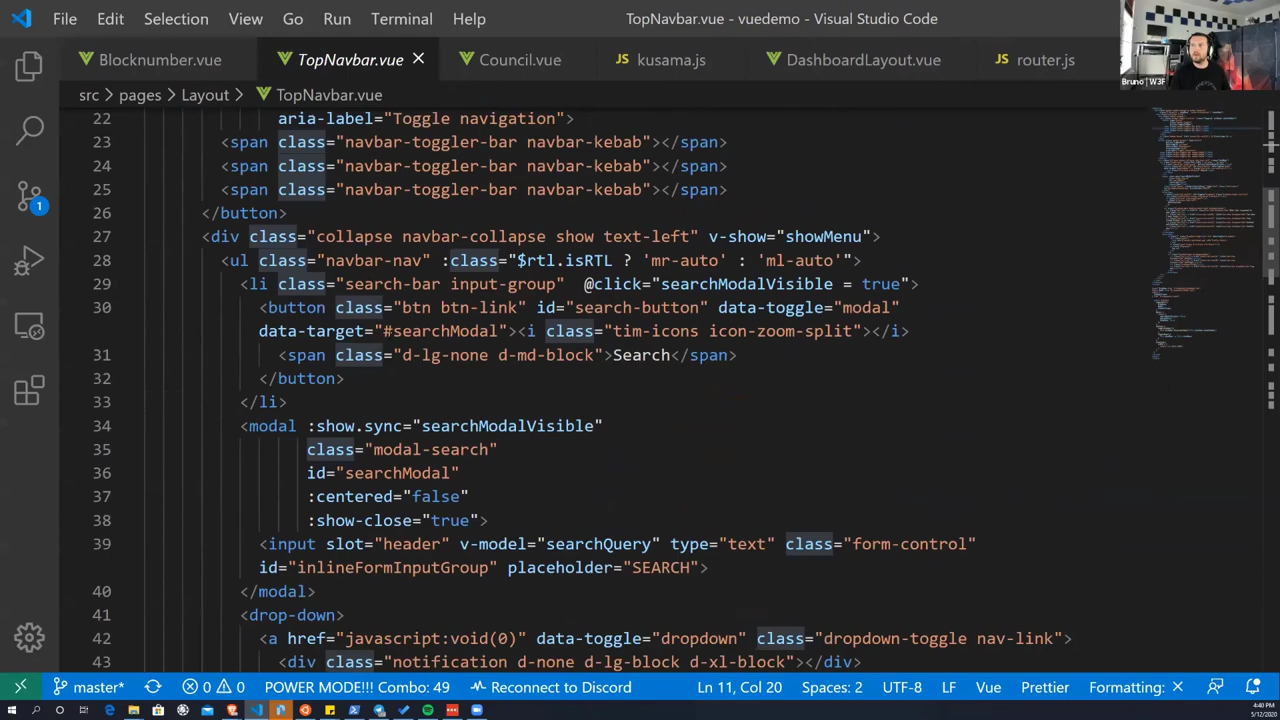 File Edit Selection View Go Run Terminal Help TopNavbar.vue - vuedemo - Visual Studio Code
Blocknumber.vue TopNavbar.vue Council.vue JS kusama.js DashboardLayout.vue JS router.js
Bruno | W3F
src > pages > Layout > TopNavbar.vue
22 aria-label="Toggle navigation">
23 <span class="navbar-toggler-bar navbar-kebab"></span>
24 <span class="navbar-toggler-bar navbar-kebab"></span>
25 <span class="navbar-toggler-bar navbar-kebab"></span>
26 </button>
27 <div class="collapse navbar-collapse show text-left" v-show="showMenu">
28 <ul class="navbar-nav" :class="$rtl.isRTL ? 'mr-auto' : 'ml-auto'">
29 <li class="search-bar input-group" @click="searchModalVisible = true">
30 <button class="btn btn-link" id="search-button" data-toggle="modal"
data-target="#searchModal"><i class="tim-icons icon-zoom-split"></i>
31 <span class="d-lg-none d-md-block">Search</span>
32 </button>
33 </li>
34 <modal :show.sync="searchModalVisible"
35 class="modal-search"
36 id="searchModal"
37 :centered="false"
38 :show-close="true">
39 <input slot="header" v-model="searchQuery" type="text" class="form-control"
id="inlineFormInputGroup" placeholder="SEARCH">
40 </modal>
41 <drop-down>
42 <a href="javascript:void(0)" data-toggle="dropdown" class="dropdown-toggle nav-link">
43 <div class="notification d-none d-lg-block d-xl-block"></div>
1
master* 0 0 POWER MODE!!! Combo: 49 Reconnect to Discord Ln 11, Col 20 Spaces: 2 UTF-8 LF Vue Prettier Formatting: ×
4:40 PM
5/12/2020